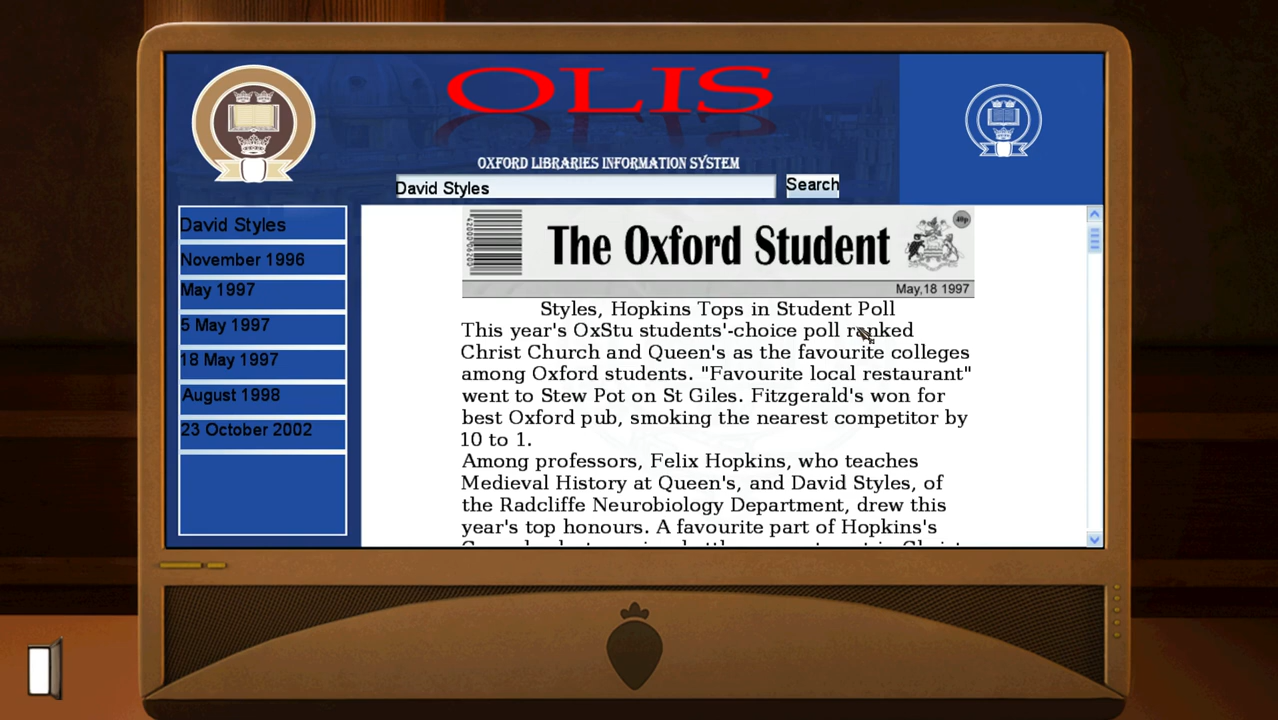 OLIS
OXFORD LIBRARIES INFORMATION SYSTEM
David Styles
Search
David Styles
November 1996
May 1997
5 May 1997
18 May 1997
August 1998
23 October 2002
The Oxford Student
49p
May,18 1997
Styles, Hopkins Tops in Student Poll
This year's OxStu students'-choice poll ranked
Christ Church and Queen's as the favourite colleges
among Oxford students. "Favourite local restaurant"
went to Stew Pot on St Giles. Fitzgerald's won for
best Oxford pub, smoking the nearest competitor by
10 to 1.
Among professors, Felix Hopkins, who teaches
Medieval History at Queen's, and David Styles, of
the Radcliffe Neurobiology Department, drew this
year's top honours. A favourite part of Hopkins's